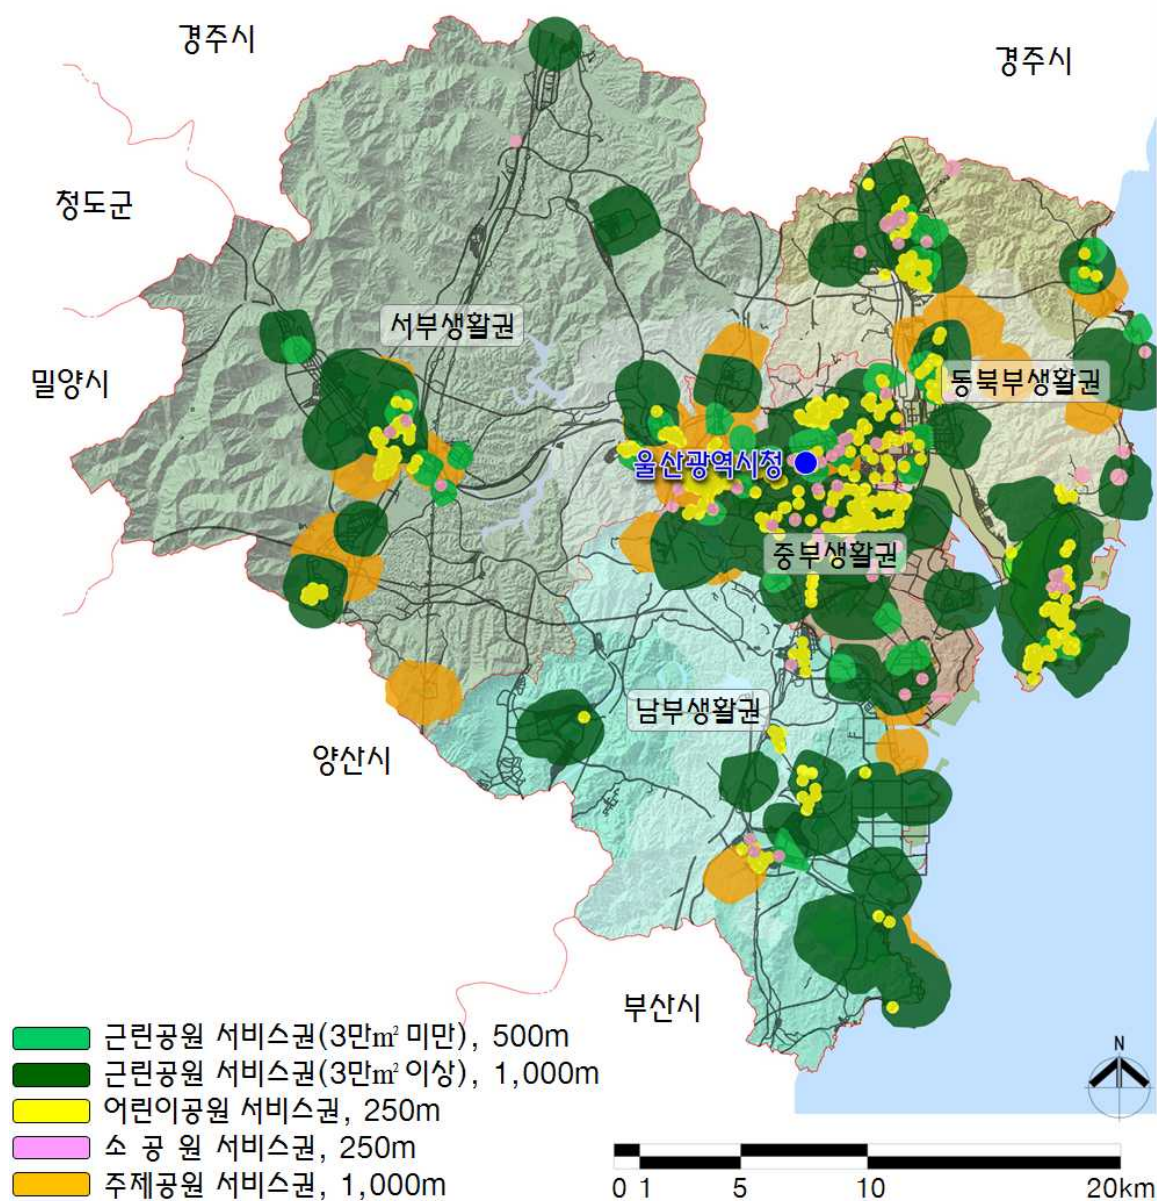 경주시
경주시
청도군
서부생활권
밀양시
동북부생활권
울산광역시청
중부생활권
남부생활권
양산시
부산시
근린공원 서비스권(3만㎡ 미만), 500m
근린공원 서비스권(3만㎡ 이상), 1,000m
어린이공원 서비스권, 250m
소 공 원 서비스권, 250m
주제공원 서비스권, 1,000m
N
0 1 5 10 20km